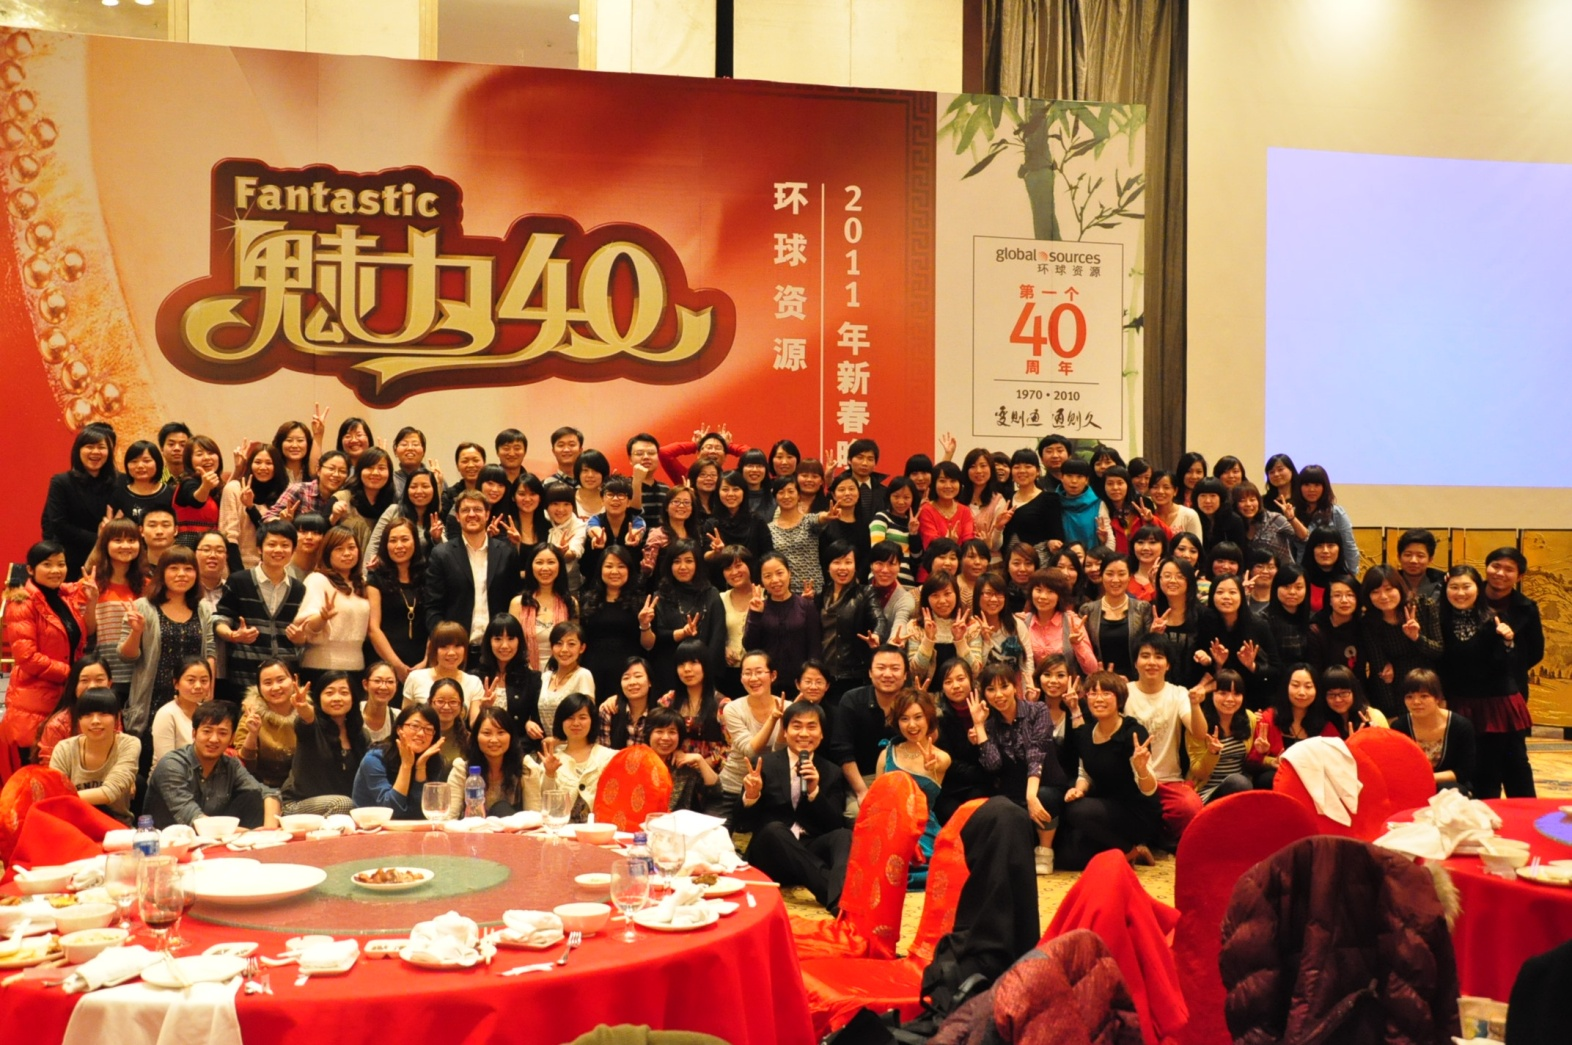 Fantastic
魅力40
环球资源
2011年新春晚
global sources
环球资源
第一个
40
周年
1970 • 2010
变则通 通则久